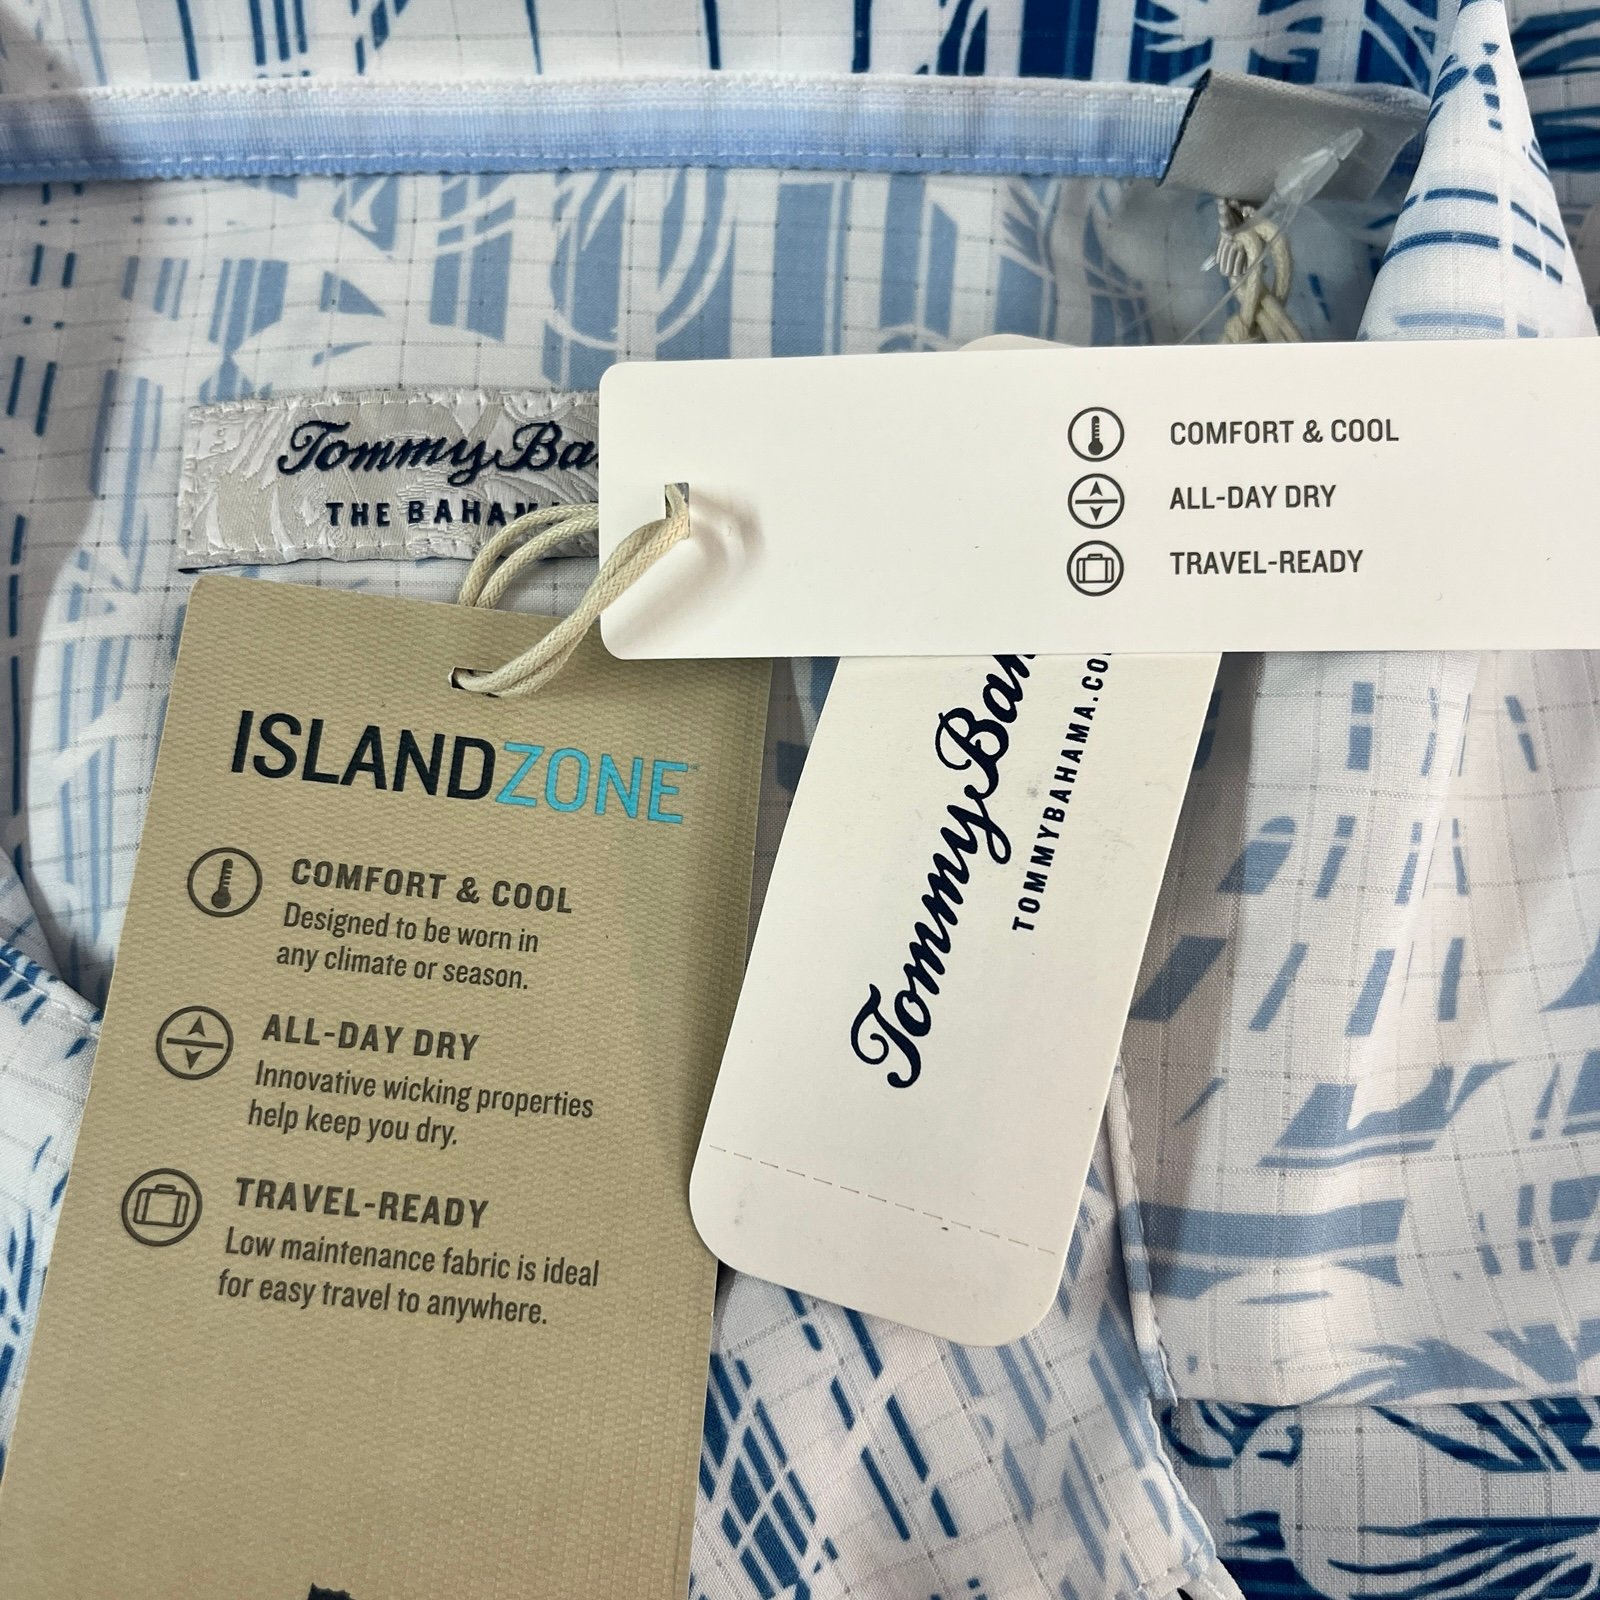 Tommy Ba
THE BAHAM
COMFORT & COOL
ALL-DAY DRY
TRAVEL-READY
ISLANDZONE™
COMFORT & COOL
Designed to be worn in
any climate or season.
ALL-DAY DRY
Innovative wicking properties
help keep you dry.
TRAVEL-READY
Low maintenance fabric is ideal
for easy travel to anywhere.
Tommy Bah
TOMMYBAHAMA.CO